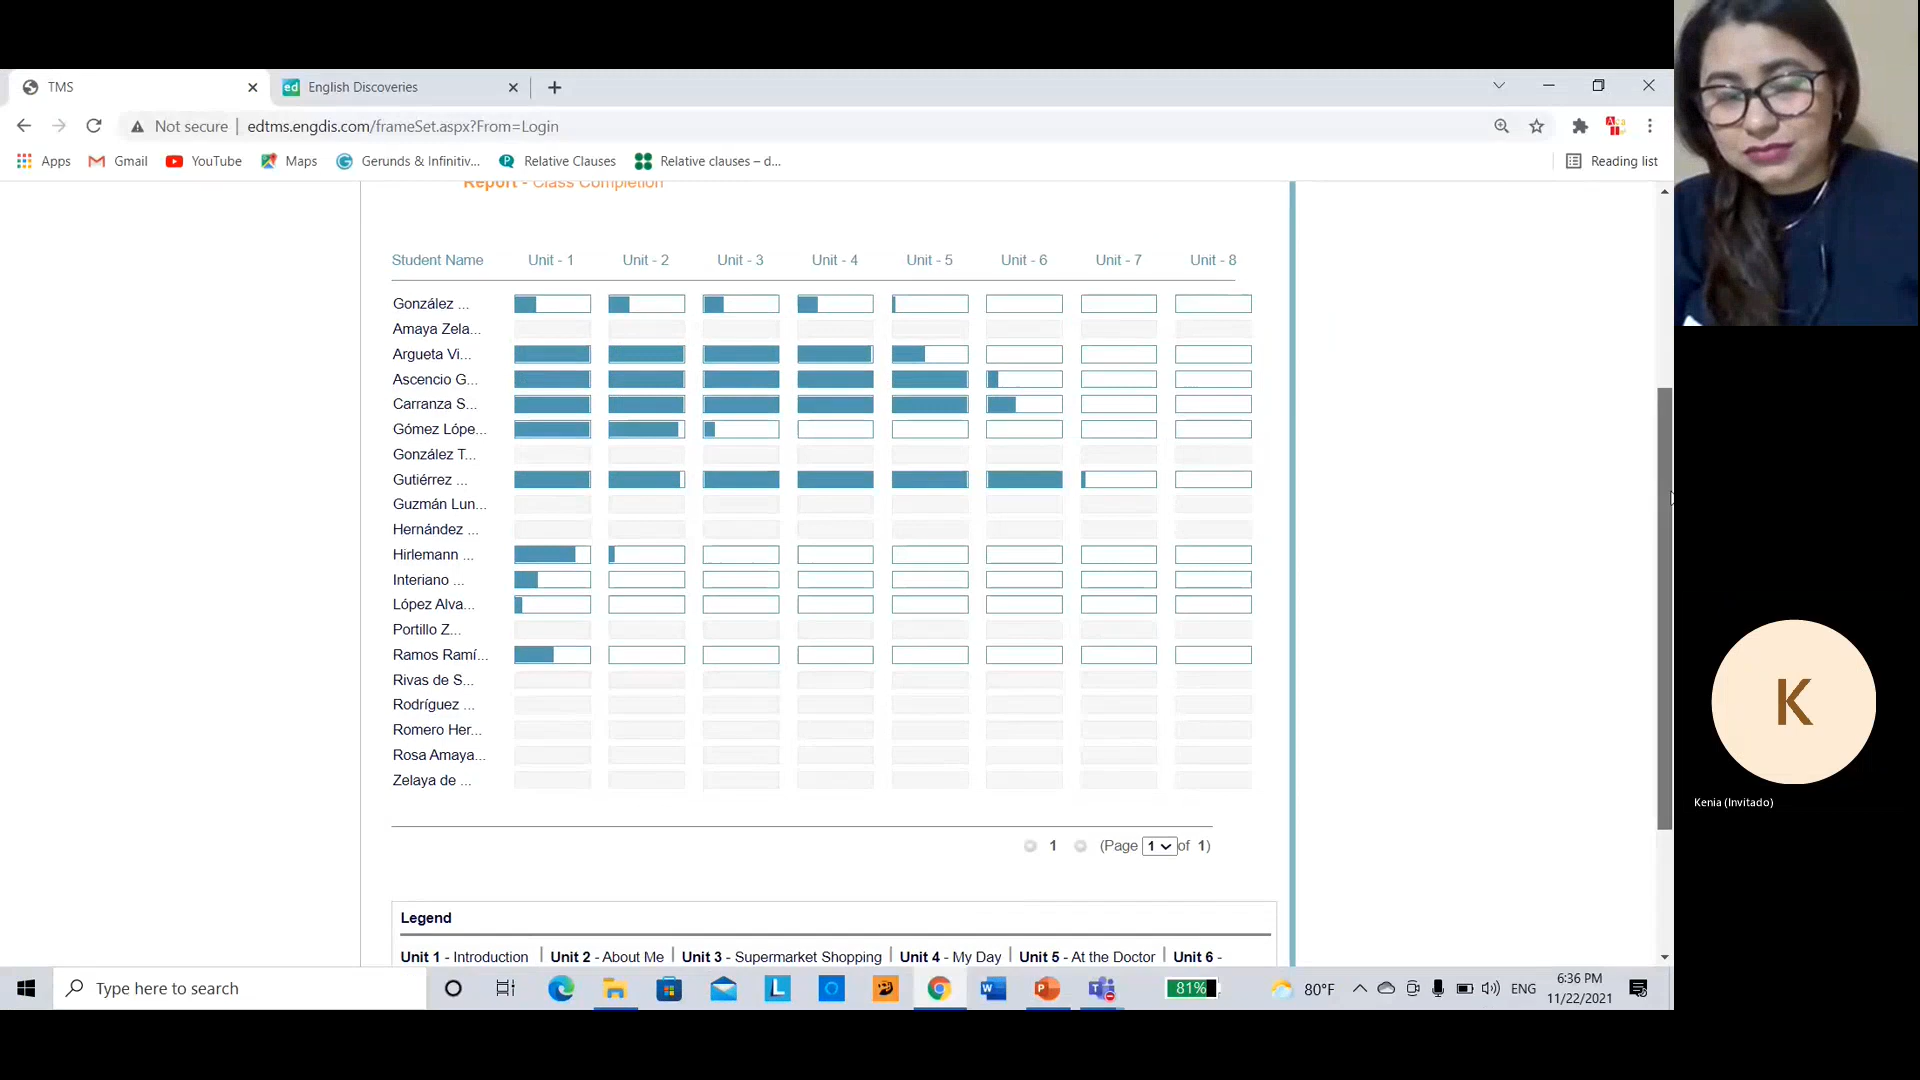 TMS
English Discoveries
Not secure | edtms.engdis.com/frameSet.aspx?From=Login
Apps Gmail YouTube Maps Gerunds & Infinitiv... Relative Clauses Relative clauses – d... Reading list
Report - Class Completion
Student Name Unit - 1 Unit - 2 Unit - 3 Unit - 4 Unit - 5 Unit - 6 Unit - 7 Unit - 8
González ...
Amaya Zela...
Argueta Vi...
Ascencio G...
Carranza S...
Gómez Lópe...
González T...
Gutiérrez ...
Guzmán Lun...
Hernández ...
Hirlemann ...
Interiano ...
López Alva...
Portillo Z...
Ramos Ramí...
Rivas de S...
Rodríguez ...
Romero Her...
Rosa Amaya...
Zelaya de ...
1 (Page 1 of 1)
Legend
Unit 1 - Introduction | Unit 2 - About Me | Unit 3 - Supermarket Shopping | Unit 4 - My Day | Unit 5 - At the Doctor | Unit 6 -
Type here to search
81%
80°F
ENG
6:36 PM
11/22/2021
K
Kenia (Invitado)